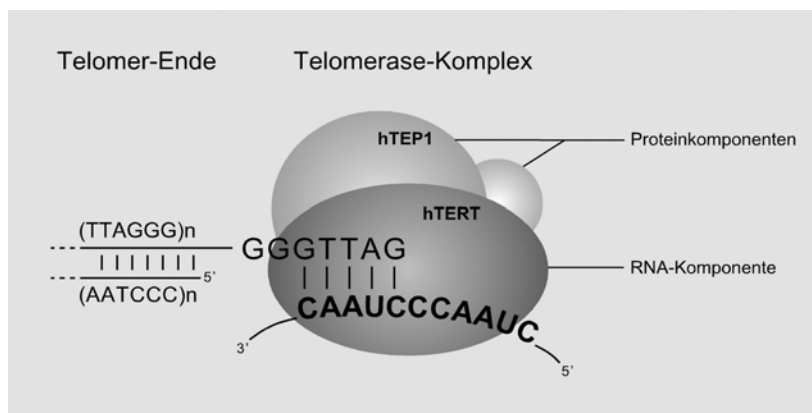 Telomer-Ende
Telomerase-Komplex
hTEP1
Proteinkomponenten
hTERT
(TTAGGG)n
GGGTTAG
5'
(AATCCC)n
RNA-Komponente
CAAUCCCAAUC
3'
5'